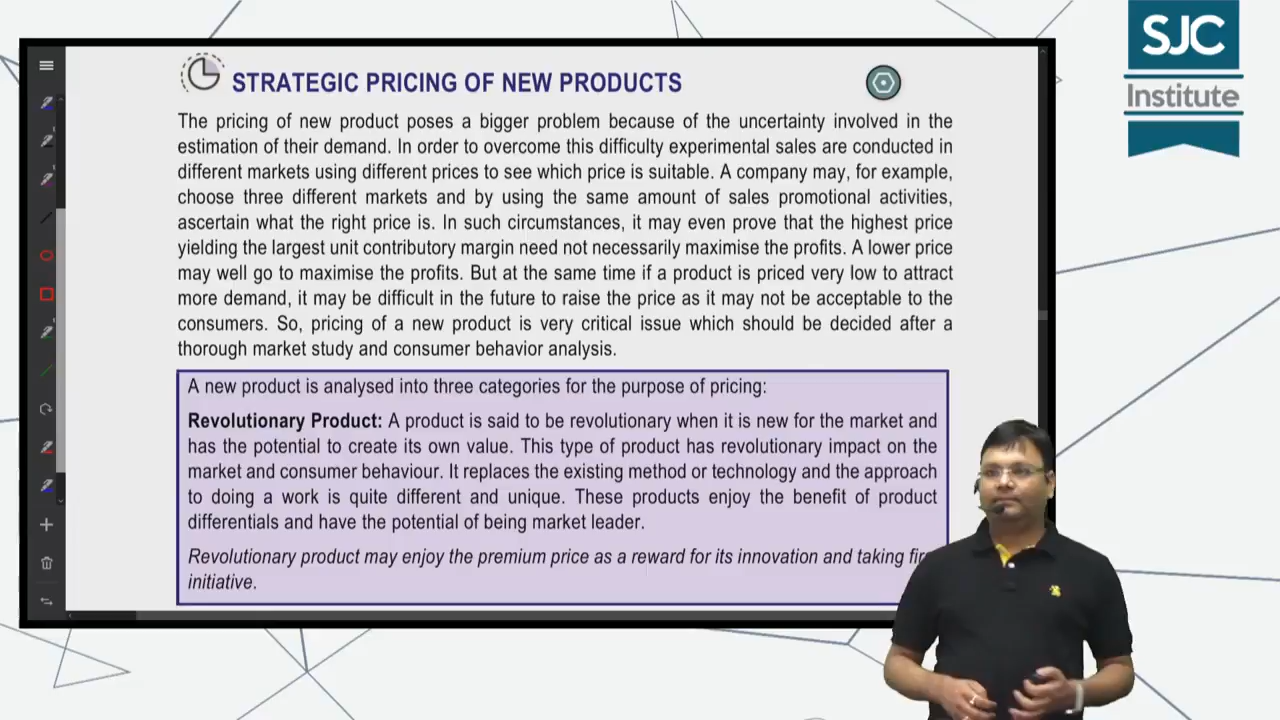 SJC
Institute
STRATEGIC PRICING OF NEW PRODUCTS
The pricing of new product poses a bigger problem because of the uncertainty involved in the
estimation of their demand. In order to overcome this difficulty experimental sales are conducted in
different markets using different prices to see which price is suitable. A company may, for example,
choose three different markets and by using the same amount of sales promotional activities,
ascertain what the right price is. In such circumstances, it may even prove that the highest price
yielding the largest unit contributory margin need not necessarily maximise the profits. A lower price
may well go to maximise the profits. But at the same time if a product is priced very low to attract
more demand, it may be difficult in the future to raise the price as it may not be acceptable to the
consumers. So, pricing of a new product is very critical issue which should be decided after a
thorough market study and consumer behavior analysis.
A new product is analysed into three categories for the purpose of pricing:
Revolutionary Product: A product is said to be revolutionary when it is new for the market and
has the potential to create its own value. This type of product has revolutionary impact on the
market and consumer behaviour. It replaces the existing method or technology and the approach
to doing a work is quite different and unique. These products enjoy the benefit of product
differentials and have the potential of being market leader.
Revolutionary product may enjoy the premium price as a reward for its innovation and taking
initiative.